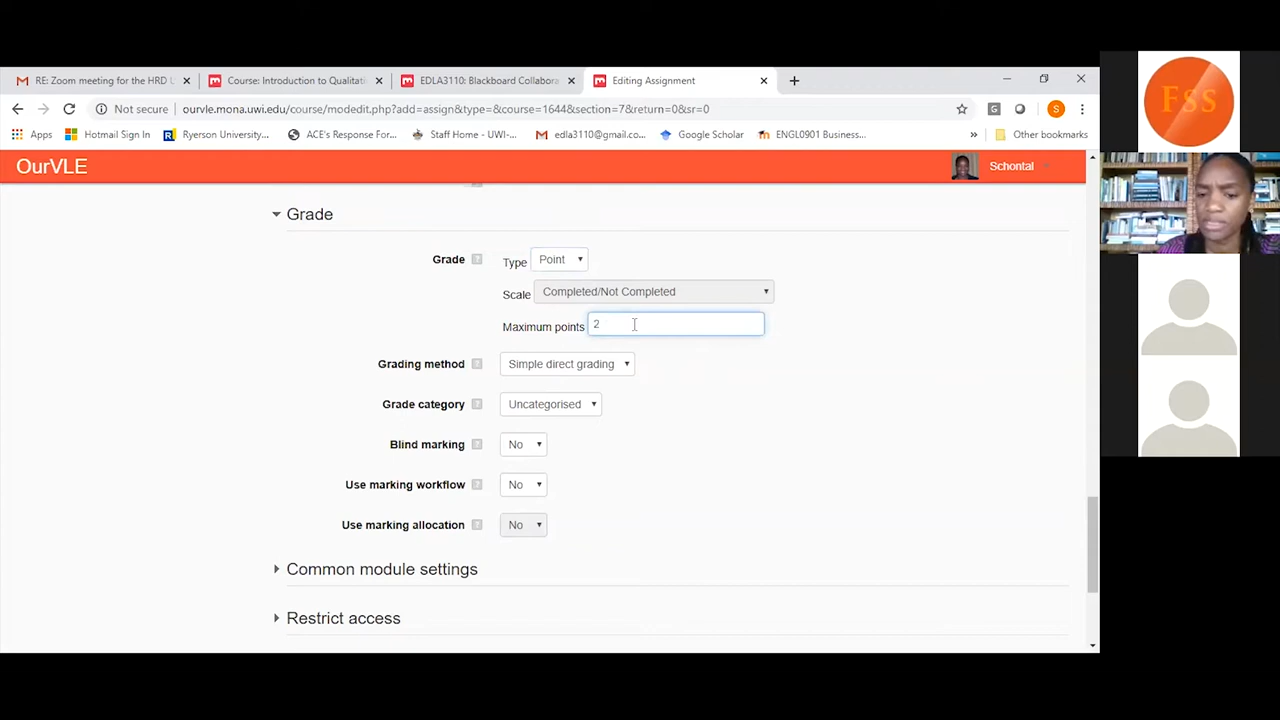 RE: Zoom meeting for the HRD U
Course: Introduction to Qualitati
EDLA3110: Blackboard Collabora
Editing Assignment
Not secure
ourvle.mona.uwi.edu/course/modedit.php?add=assign&type=&course=1644&section=7&return=0&sr=0
S
Apps
Hotmail Sign In
Ryerson University...
ACE's Response For...
Staff Home - UWI-...
edla3110@gmail.co...
Google Scholar
ENGL0901 Business...
»
Other bookmarks
OurVLE
Schontal
Grade
Grade
Type
Point
Scale
Completed/Not Completed
Maximum points
2
Grading method
Simple direct grading
Grade category
Uncategorised
Blind marking
No
Use marking workflow
No
Use marking allocation
No
Common module settings
Restrict access
FSS